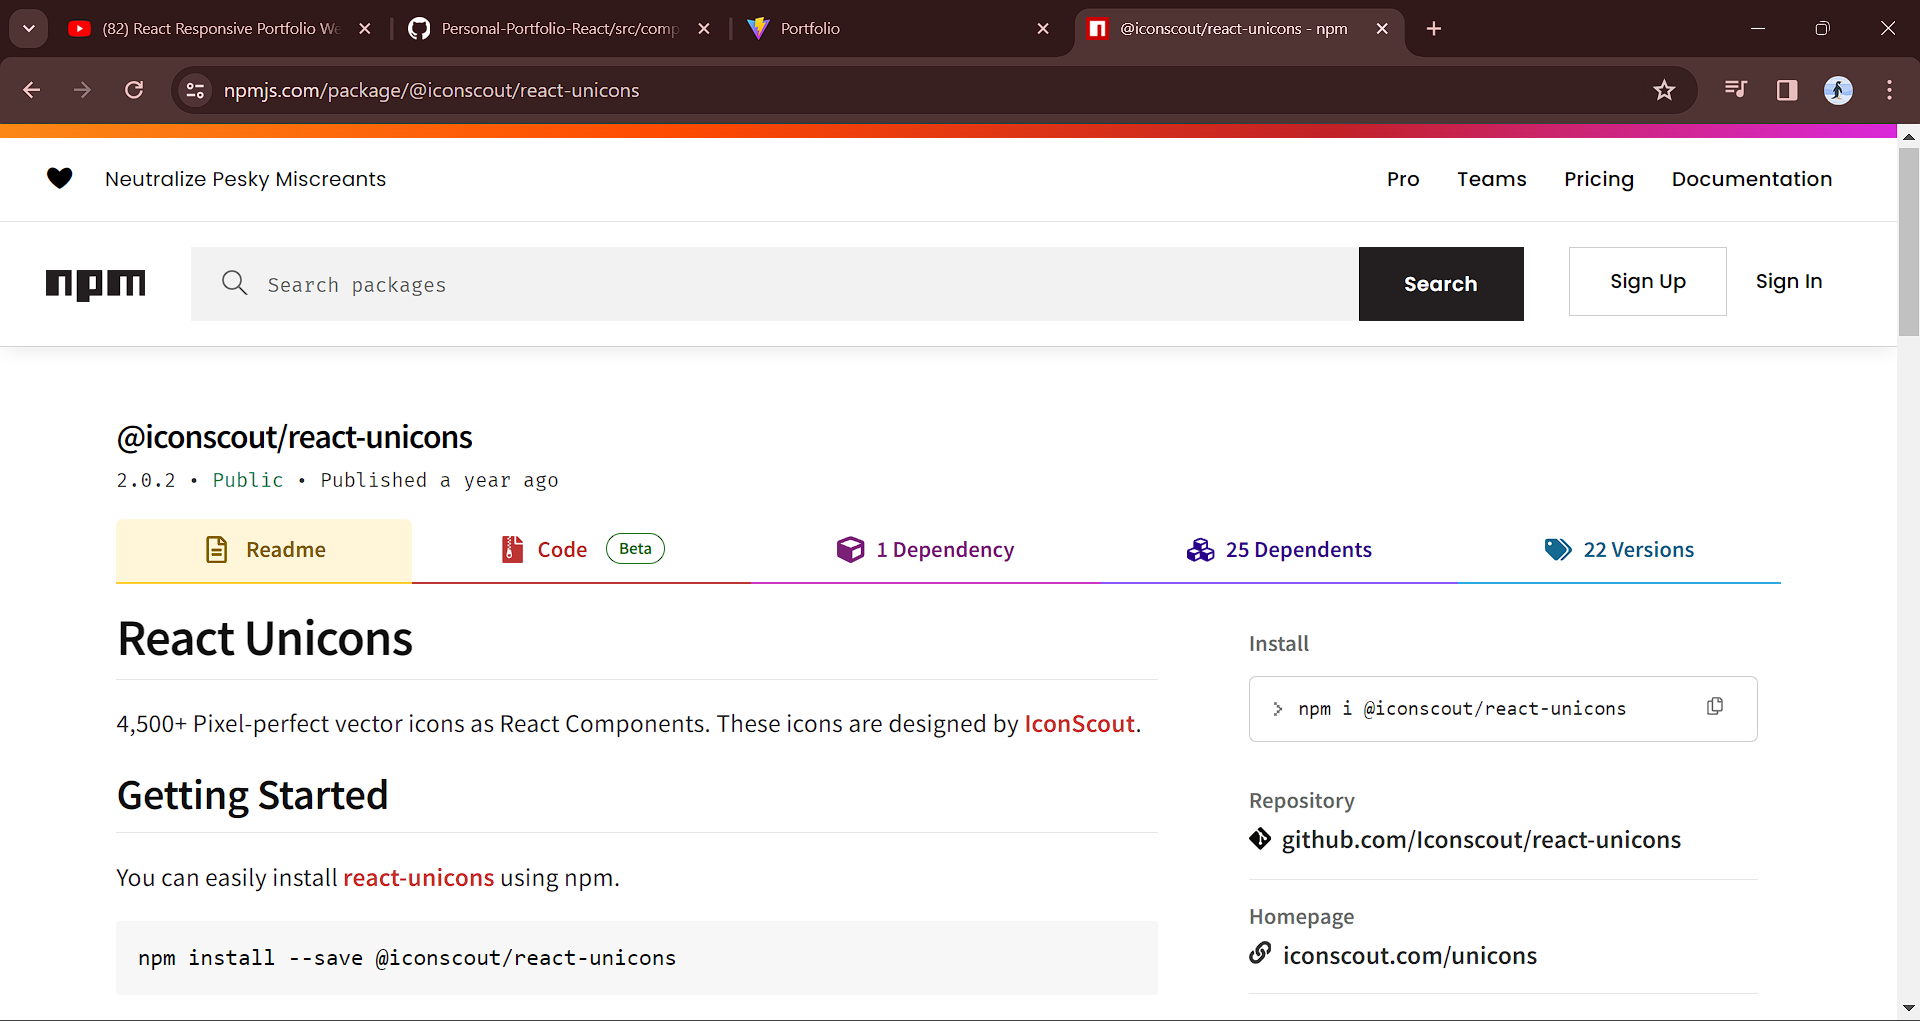 (82) React Responsive Portfolio We
Personal-Portfolio-React/src/comp
Portfolio
@iconscout/react-unicons - npm
npmjs.com/package/@iconscout/react-unicons
Neutralize Pesky Miscreants
Pro
Teams
Pricing
Documentation
npm
Search packages
Search
Sign Up
Sign In
@iconscout/react-unicons
2.0.2 • Public • Published a year ago
Readme
Code
Beta
1 Dependency
25 Dependents
22 Versions
React Unicons
4,500+ Pixel-perfect vector icons as React Components. These icons are designed by IconScout.
Getting Started
You can easily install react-unicons using npm.
npm install --save @iconscout/react-unicons
Install
> npm i @iconscout/react-unicons
Repository
github.com/Iconscout/react-unicons
Homepage
iconscout.com/unicons